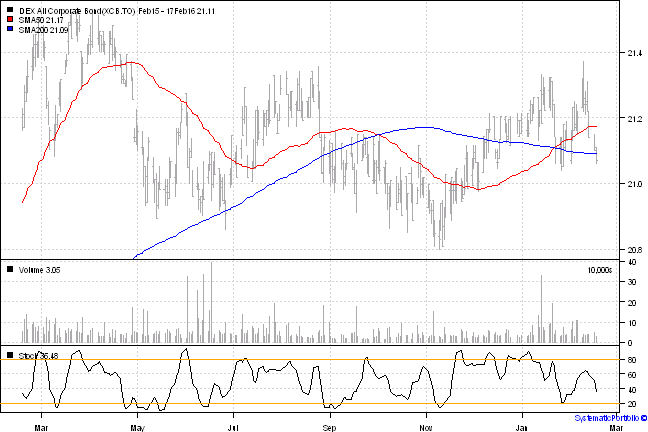 DEX All Corporate Bond(XCB.TO) Feb15 - 17Feb16 21.11
SMA50 21.17
SMA200 21.09
21.4
21.2
21.0
20.8
Volume 3.05
10,000s
40
30
20
10
0
Stoch 36.48
80
60
40
20
Mar
May
Jul
Sep
Nov
Jan
Mar
SystematicPortfolio ©